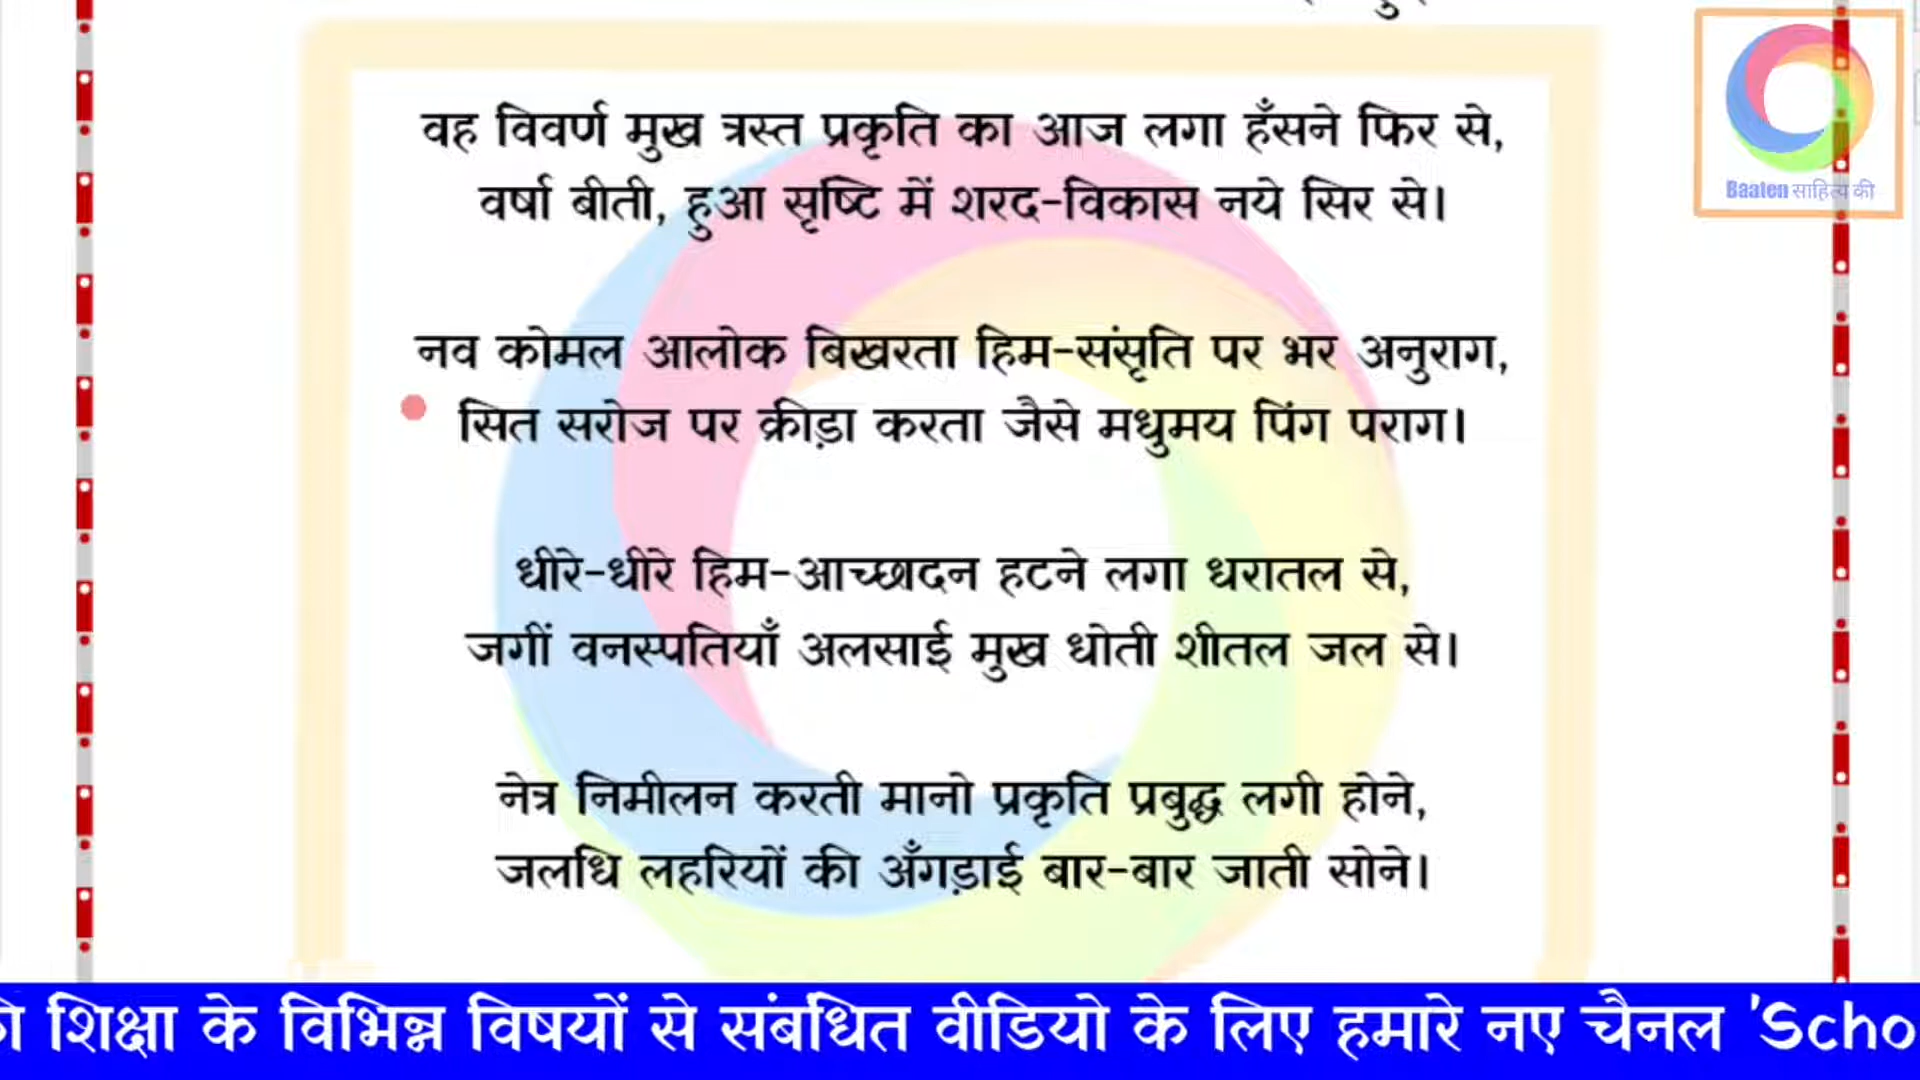 Baaten साहित्य की
वह विवर्ण मुख त्रस्त प्रकृति का आज लगा हँसने फिर से,
वर्षा बीती, हुआ सृष्टि में शरद-विकास नये सिर से।
नव कोमल आलोक बिखरता हिम-संसृति पर भर अनुराग,
सित सरोज पर क्रीड़ा करता जैसे मधुमय पिंग पराग।
धीरे-धीरे हिम-आच्छादन हटने लगा धरातल से,
जगीं वनस्पतियाँ अलसाई मुख धोती शीतल जल से।
नेत्र निमीलन करती मानो प्रकृति प्रबुद्ध लगी होने,
जलधि लहरियों की अँगड़ाई बार-बार जाती सोने।
शिक्षा के विभिन्न विषयों से संबंधित वीडियो के लिए हमारे नए चैनल 'Scho